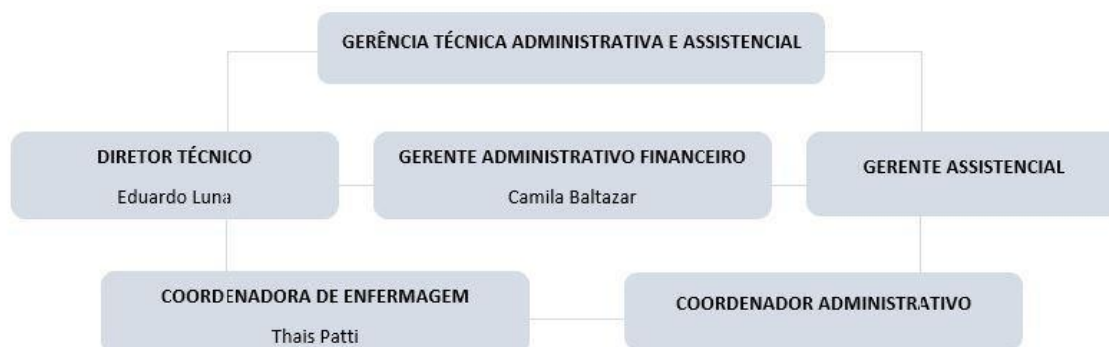 GERÊNCIA TÉCNICA ADMINISTRATIVA E ASSISTENCIAL
DIRETOR TÉCNICO
Eduardo Luna
GERENTE ADMINISTRATIVO FINANCEIRO
Camila Baltazar
GERENTE ASSISTENCIAL
COORDENADORA DE ENFERMAGEM
Thais Patti
COORDENADOR ADMINISTRATIVO